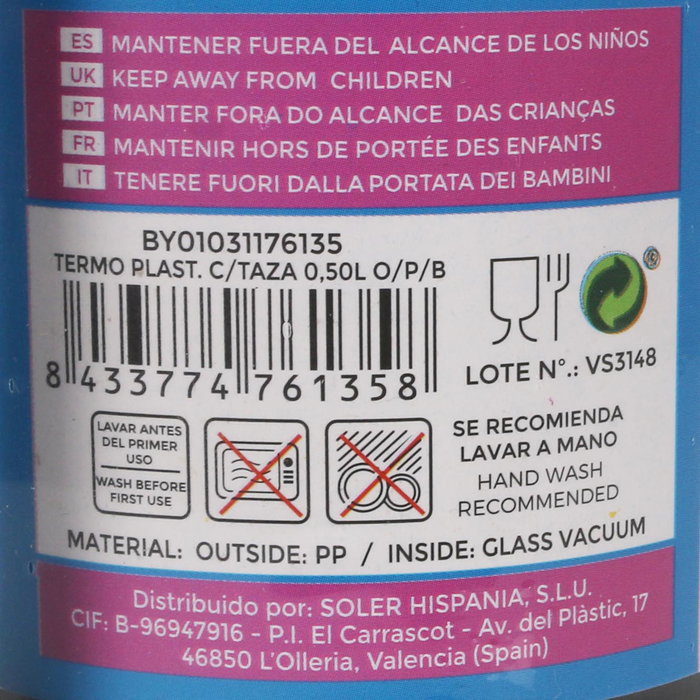 ES MANTENER FUERA DEL ALCANCE DE LOS NIÑOS
UK KEEP AWAY FROM CHILDREN
PT MANTER FORA DO ALCANCE DAS CRIANÇAS
FR MANTENIR HORS DE PORTÉE DES ENFANTS
IT TENERE FUORI DALLA PORTATA DEI BAMBINI
BY01031176135
TERMO PLAST. C/TAZA 0,50L O/P/B
8 433774 761358
®
LOTE N°.: VS3148
LAVAR ANTES
DEL PRIMER
USO
WASH BEFORE
FIRST USE
SE RECOMIENDA
LAVAR A MANO
HAND WASH
RECOMMENDED
MATERIAL: OUTSIDE: PP / INSIDE: GLASS VACUUM
Distribuido por: SOLER HISPANIA, S.L.U.
CIF: B-96947916 - P.I. El Carrascot - Av. del Plàstic, 17
46850 L'Olleria, Valencia (Spain)